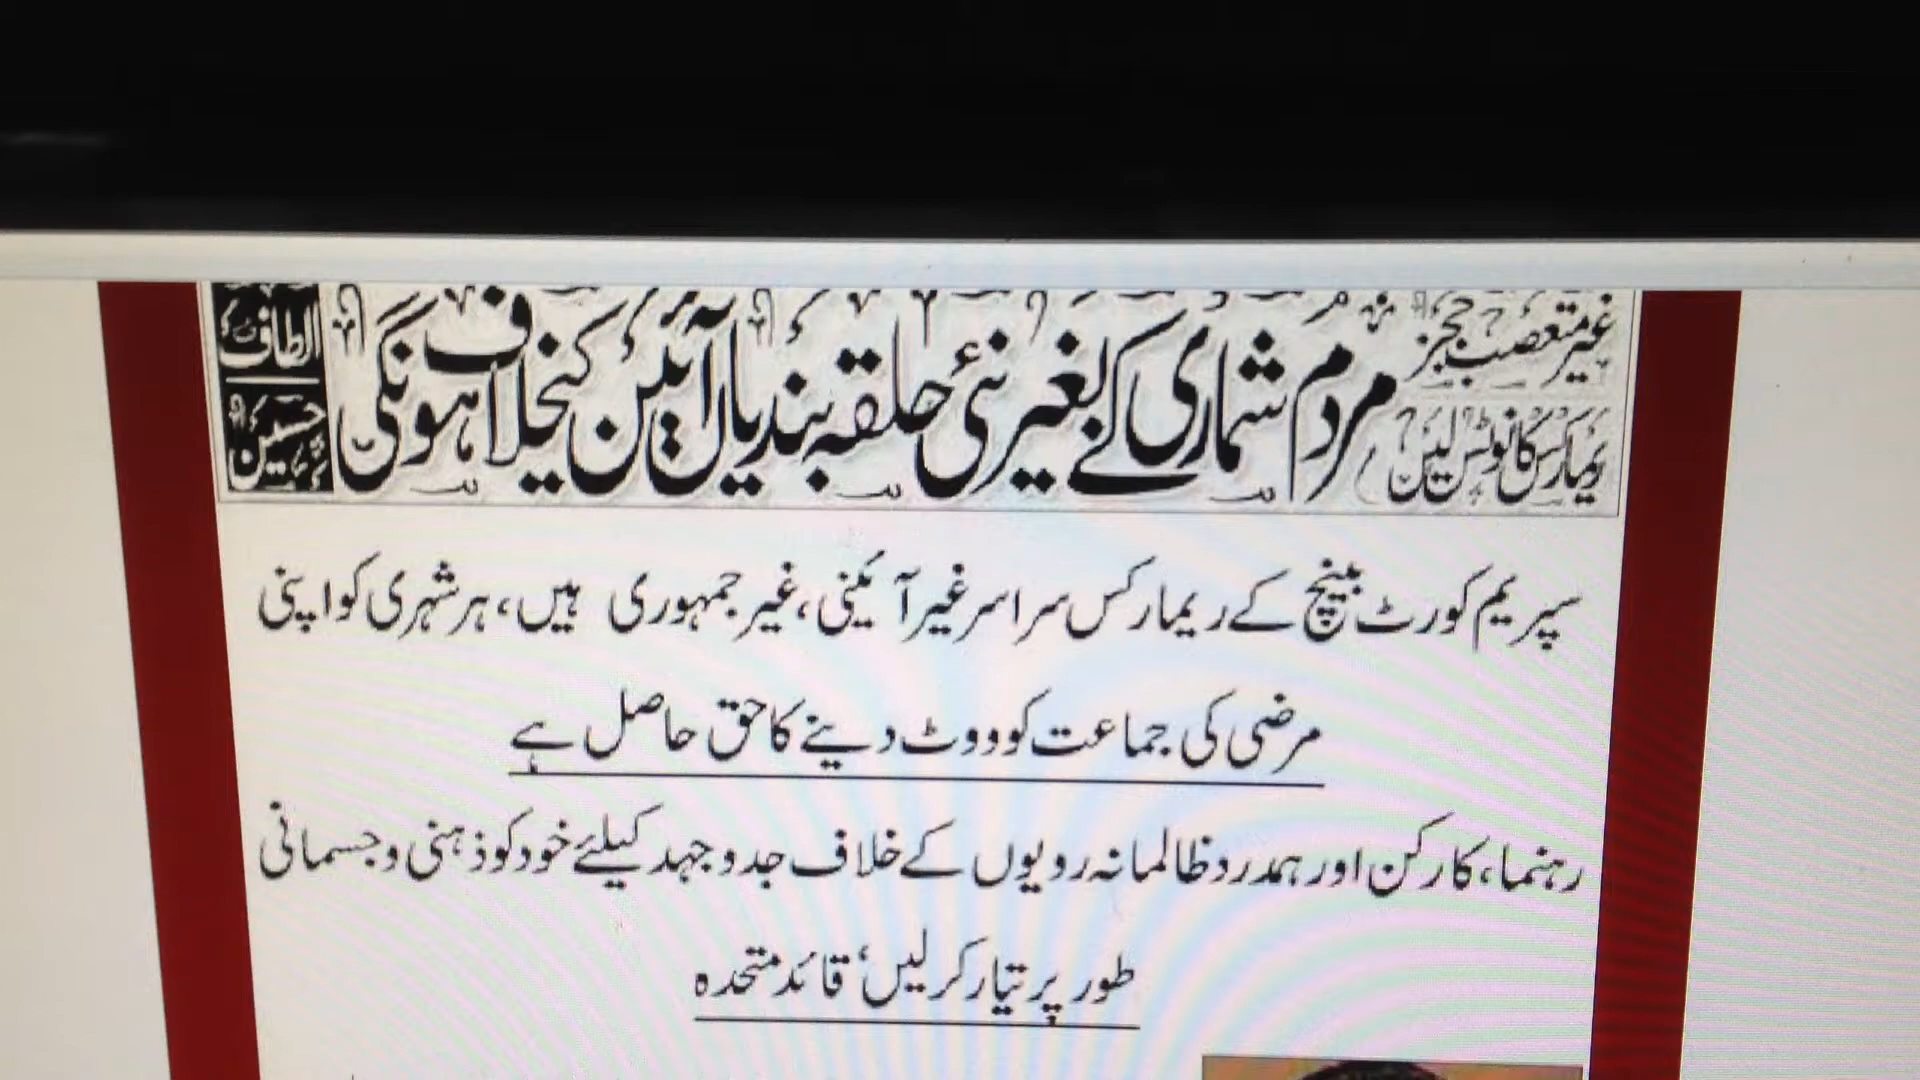 غیر متعصب ججز
ریمارکس کا نوٹس لیں
مردم شماری کے بغیر نئی حلقہ بندیاں آئین کیخلاف ہونگی
الطاف
حسین
سپریم کورٹ بینچ کے ریمارکس سراسر غیر آئینی، غیر جمہوری ہیں، ہر شہری کو اپنی
مرضی کی جماعت کو ووٹ دینے کا حق حاصل ہے
رہنما، کارکن اور ہمدرد ظالمانہ رویوں کے خلاف جدوجہد کیلئے خود کو ذہنی و جسمانی
طور پر تیار کر لیں، قائد متحدہ